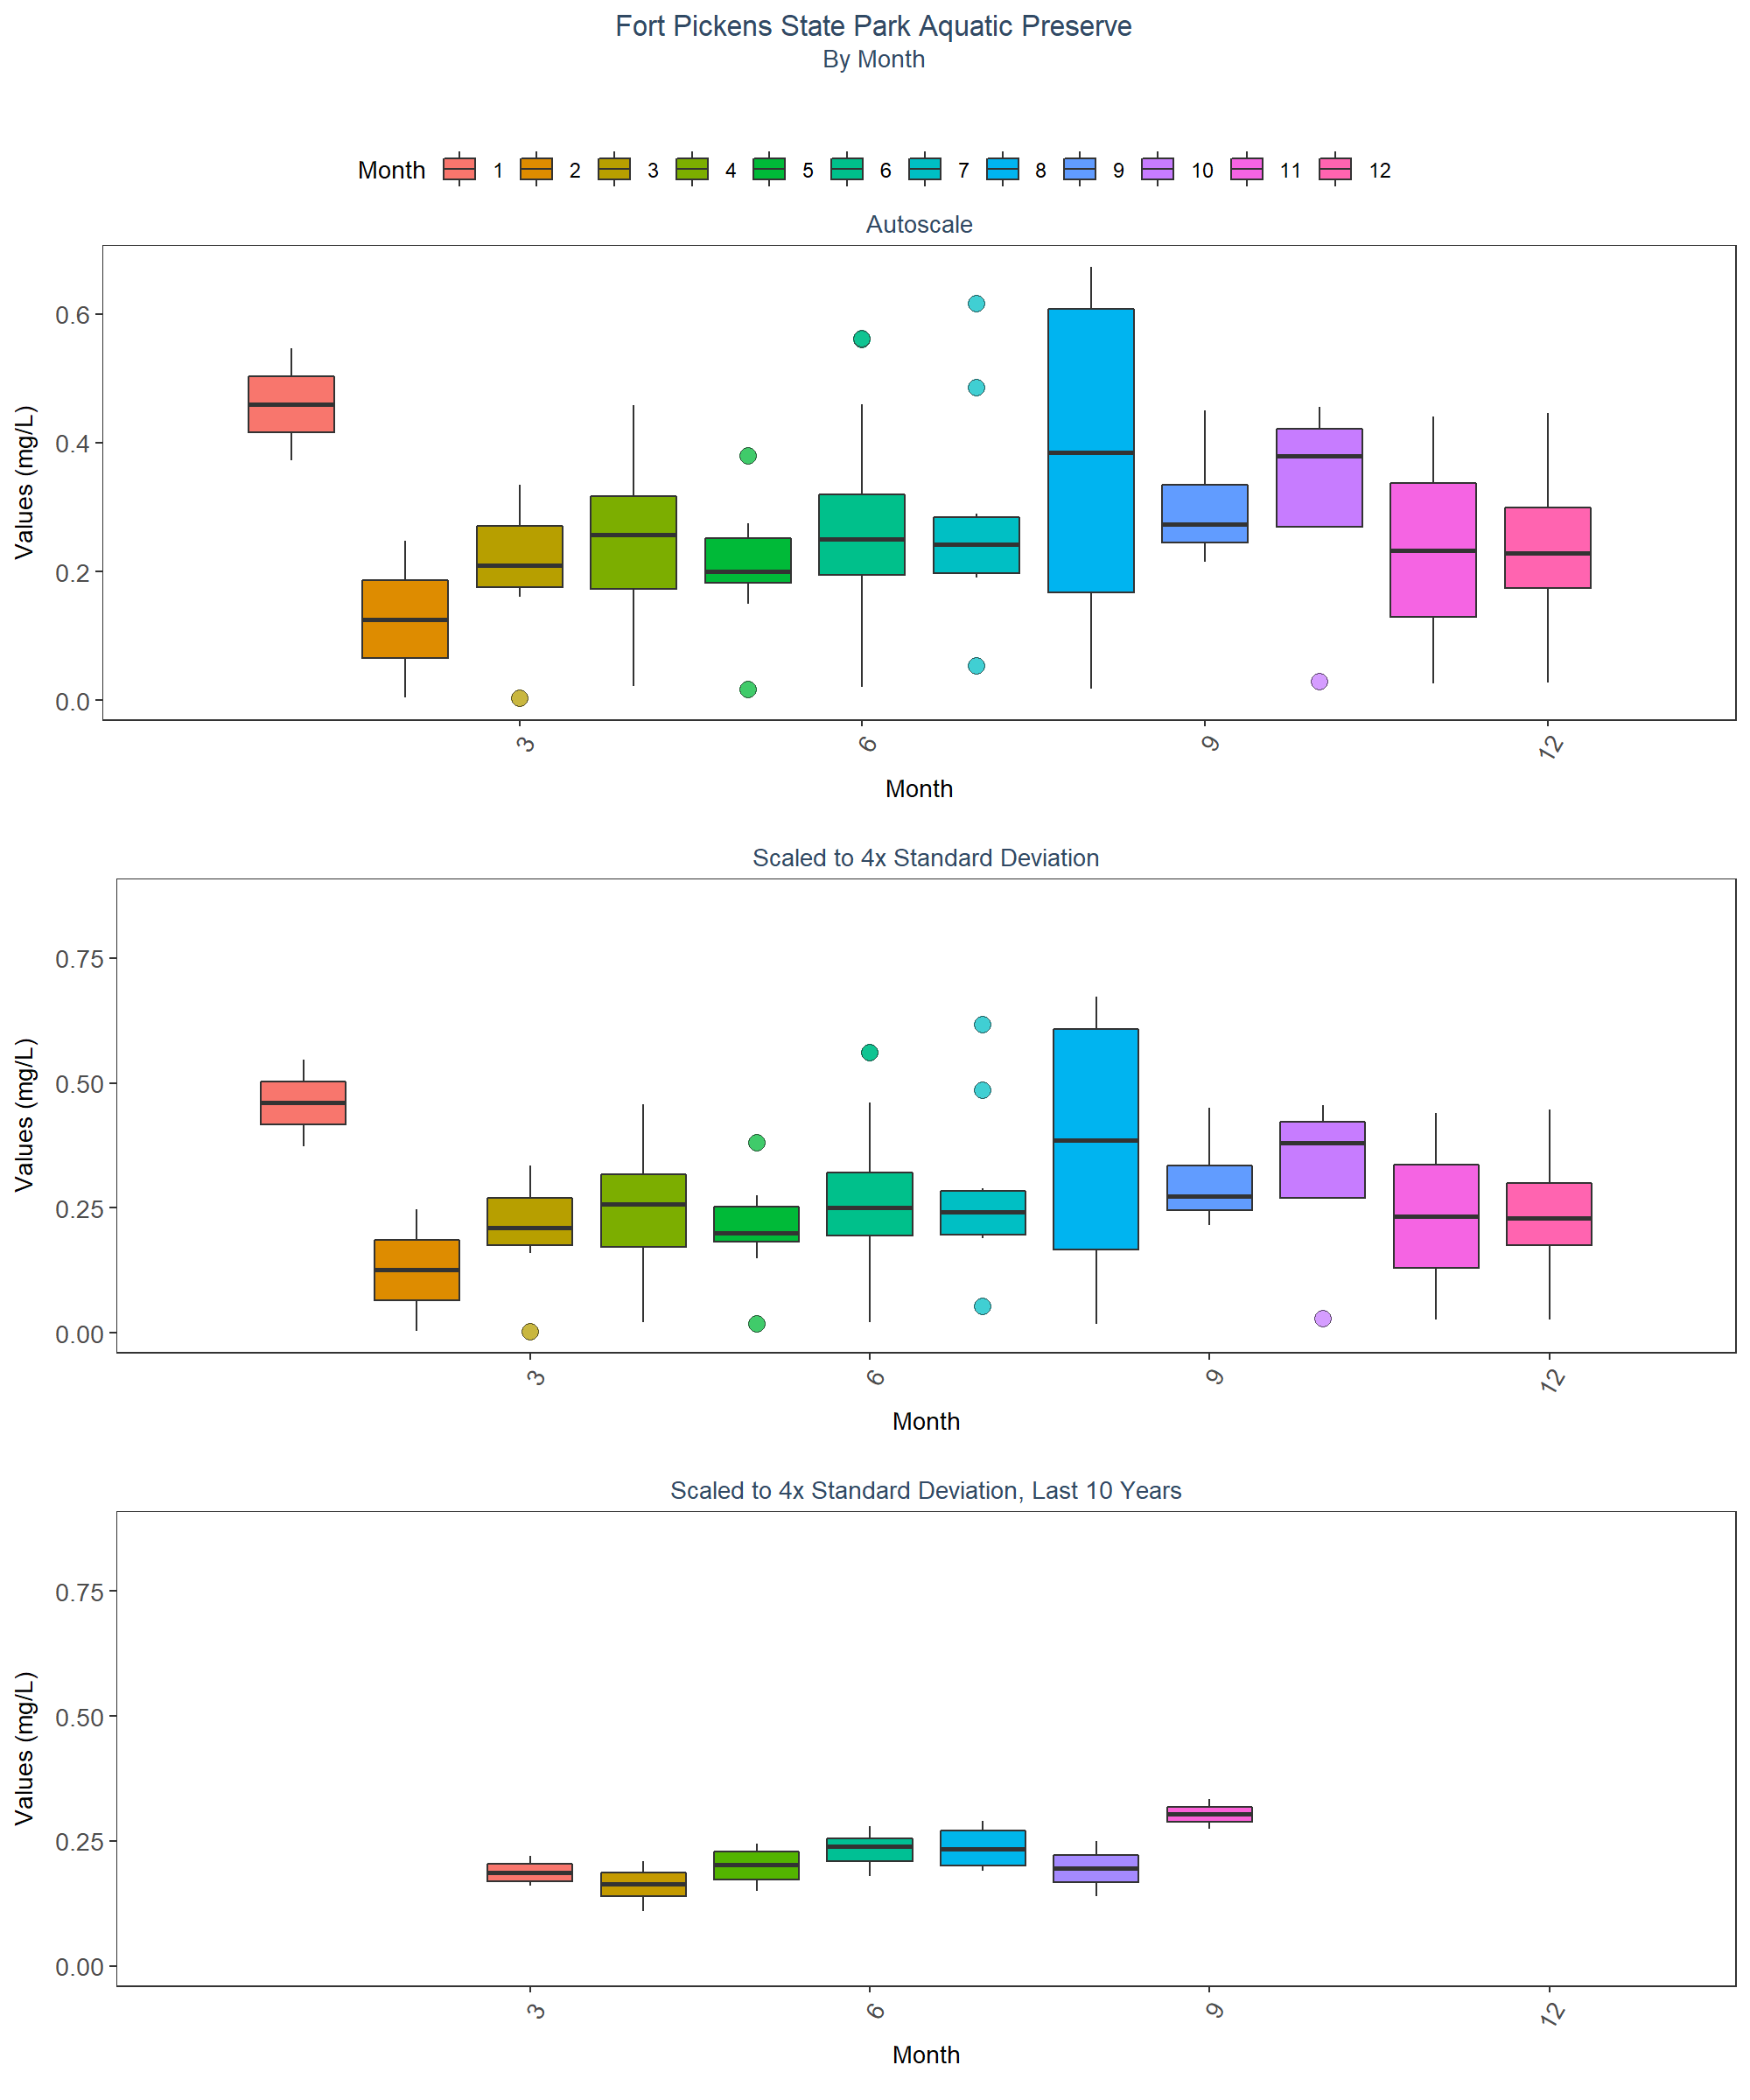 Fort Pickens State Park Aquatic Preserve
By Month
Month 1 2 3 4 5 6 7 8 9 10 11 12
Autoscale
Values (mg/L)
0.6
0.4
0.2
0.0
3 6 9 12
Month
Scaled to 4x Standard Deviation
Values (mg/L)
0.75
0.50
0.25
0.00
3 6 9 12
Month
Scaled to 4x Standard Deviation, Last 10 Years
Values (mg/L)
0.75
0.50
0.25
0.00
3 6 9 12
Month